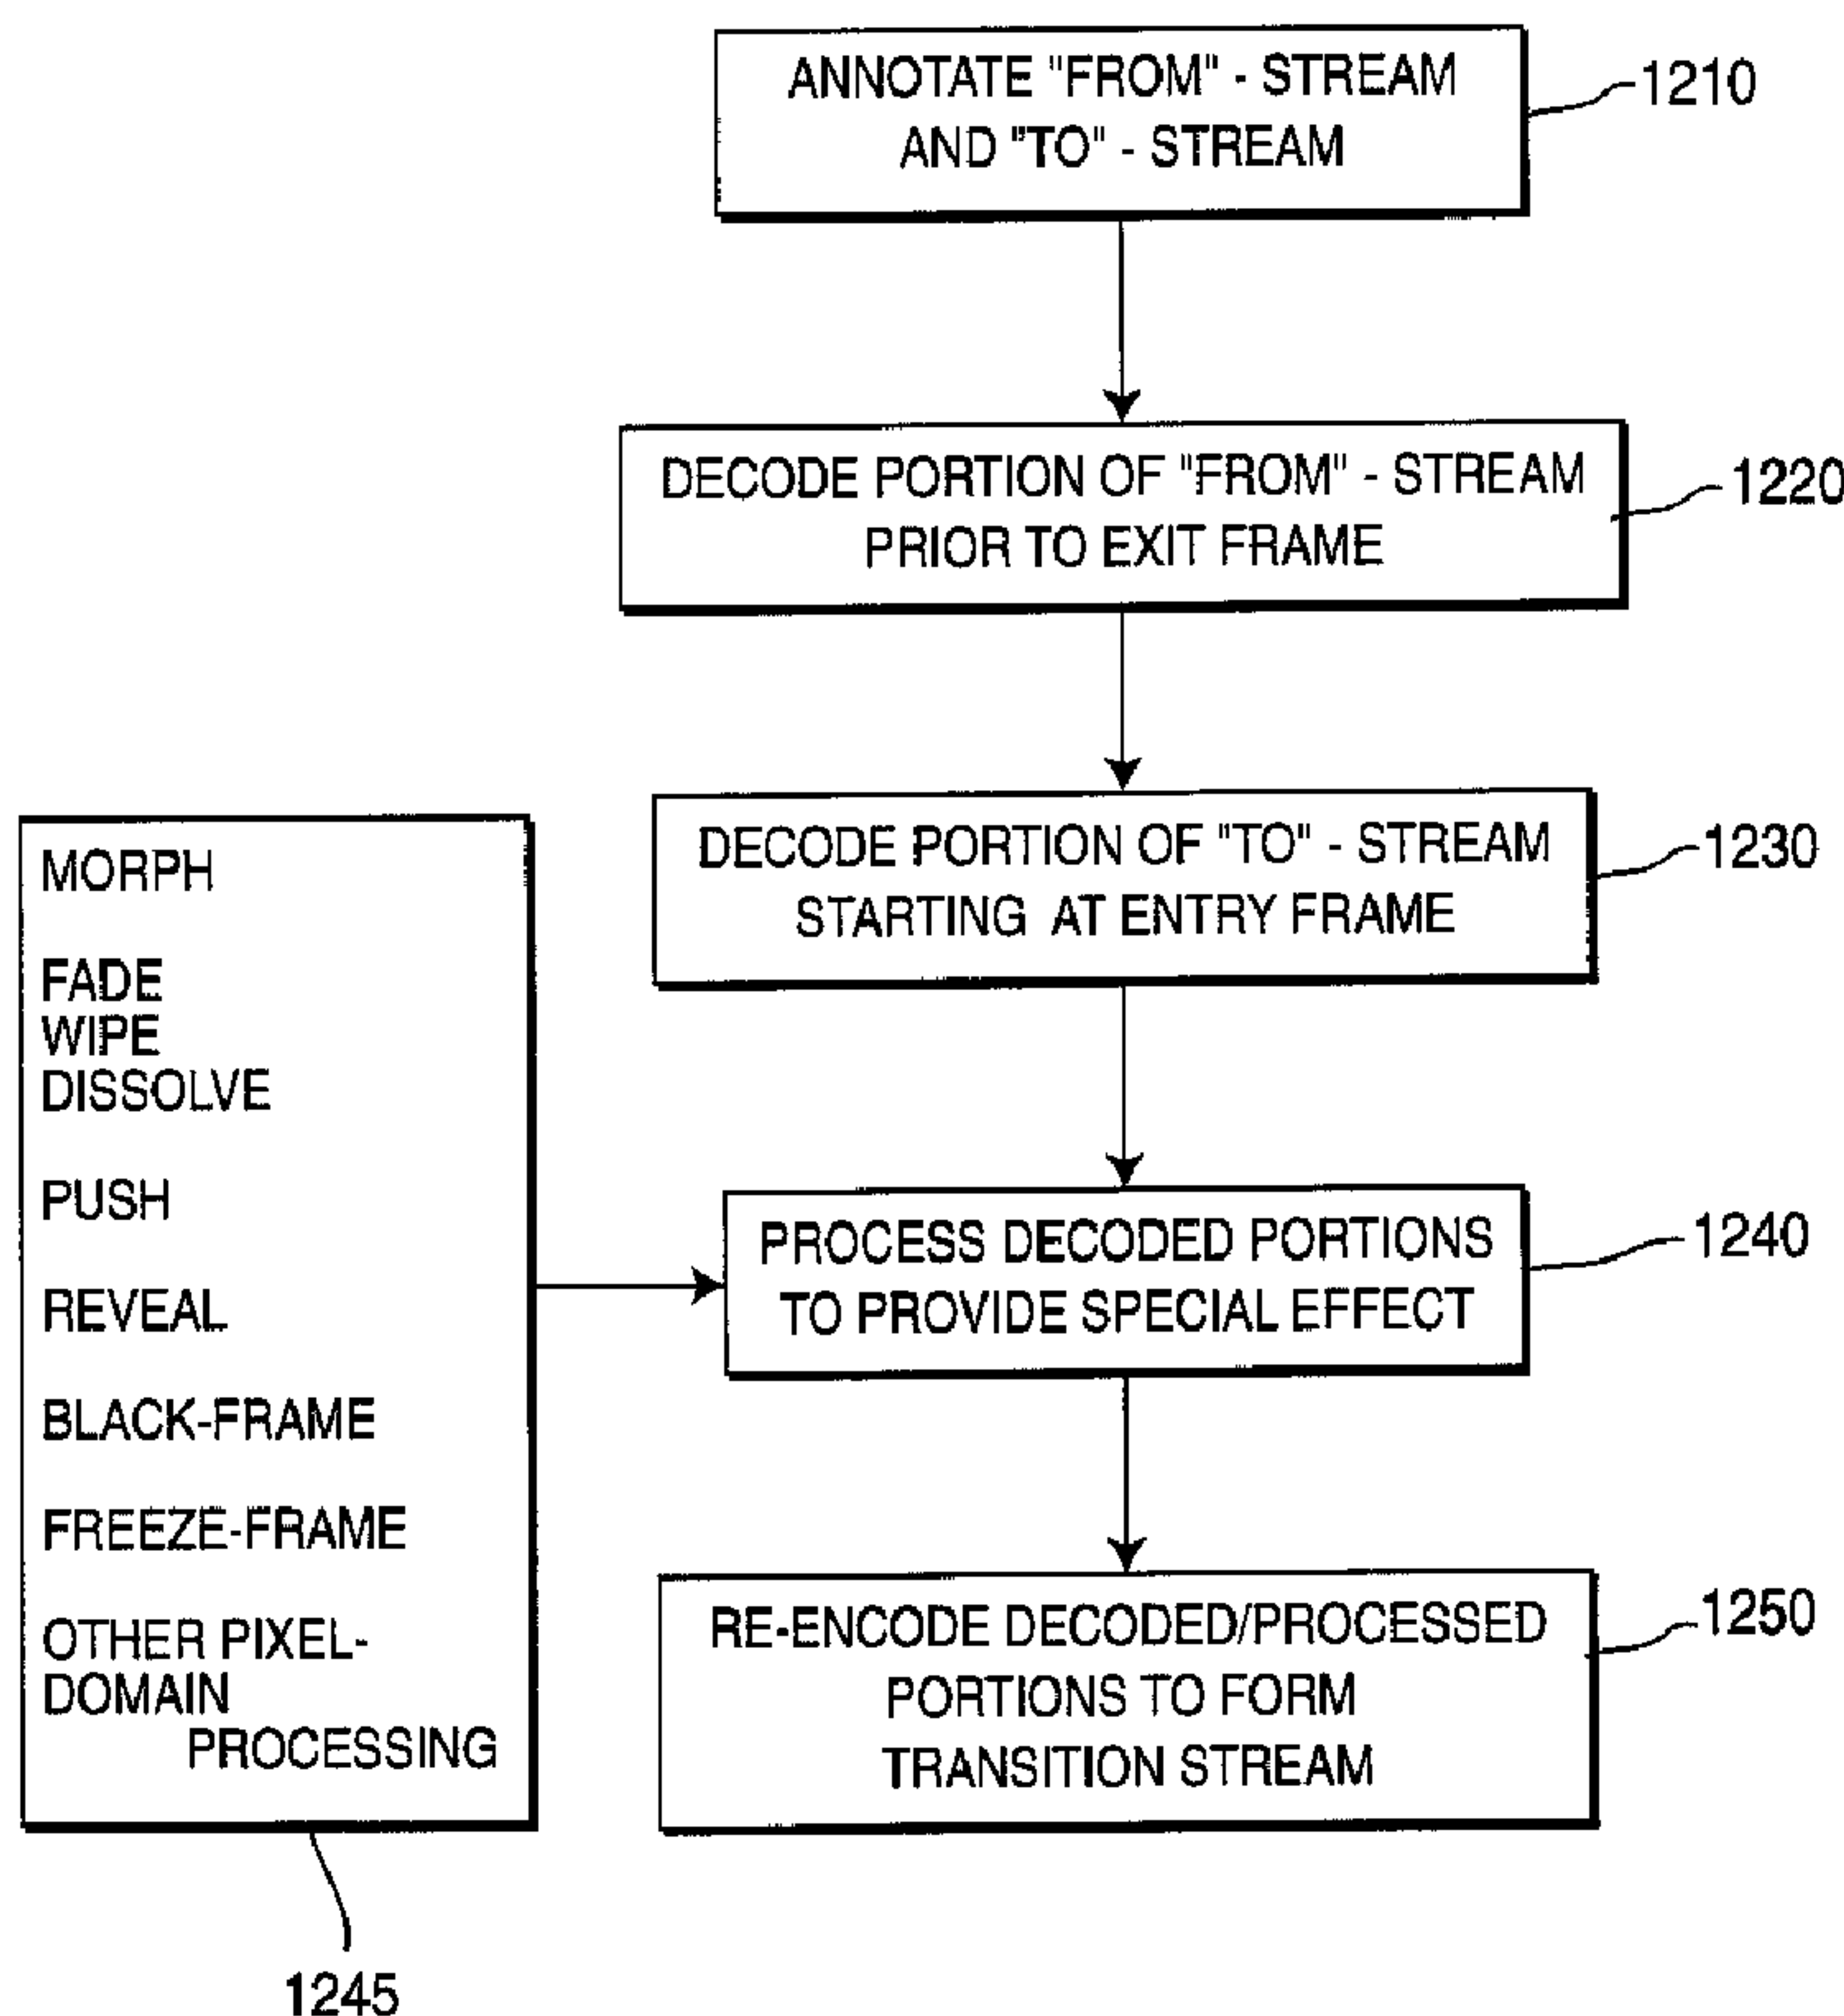 ANNOTATE "FROM" - STREAM
AND "TO" - STREAM
1210
DECODE PORTION OF "FROM" - STREAM
PRIOR TO EXIT FRAME
1220
DECODE PORTION OF "TO" - STREAM
STARTING AT ENTRY FRAME
1230
MORPH
FADE
WIPE
DISSOLVE
PUSH
REVEAL
BLACK-FRAME
FREEZE-FRAME
OTHER PIXEL-
DOMAIN
PROCESSING
1245
PROCESS DECODED PORTIONS
TO PROVIDE SPECIAL EFFECT
1240
RE-ENCODE DECODED/PROCESSED
PORTIONS TO FORM
TRANSITION STREAM
1250